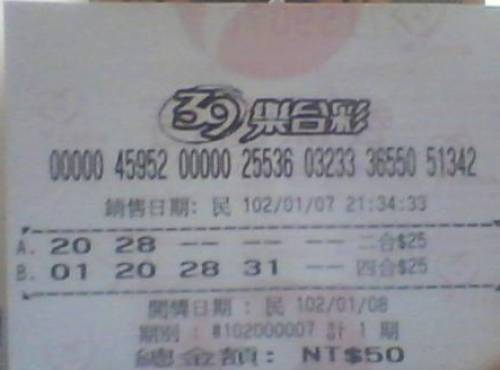 39樂合彩
00000 45952 00000 25536 03233 36550 51342
銷售日期: 民 102/01/07 21:34:33
A. 20 28 -- -- -- 二合$25
B. 01 20 28 31 -- 四合$25
開獎日期 : 民 102/01/08
期別 : #102000007 計 1 期
總金額: NT$50